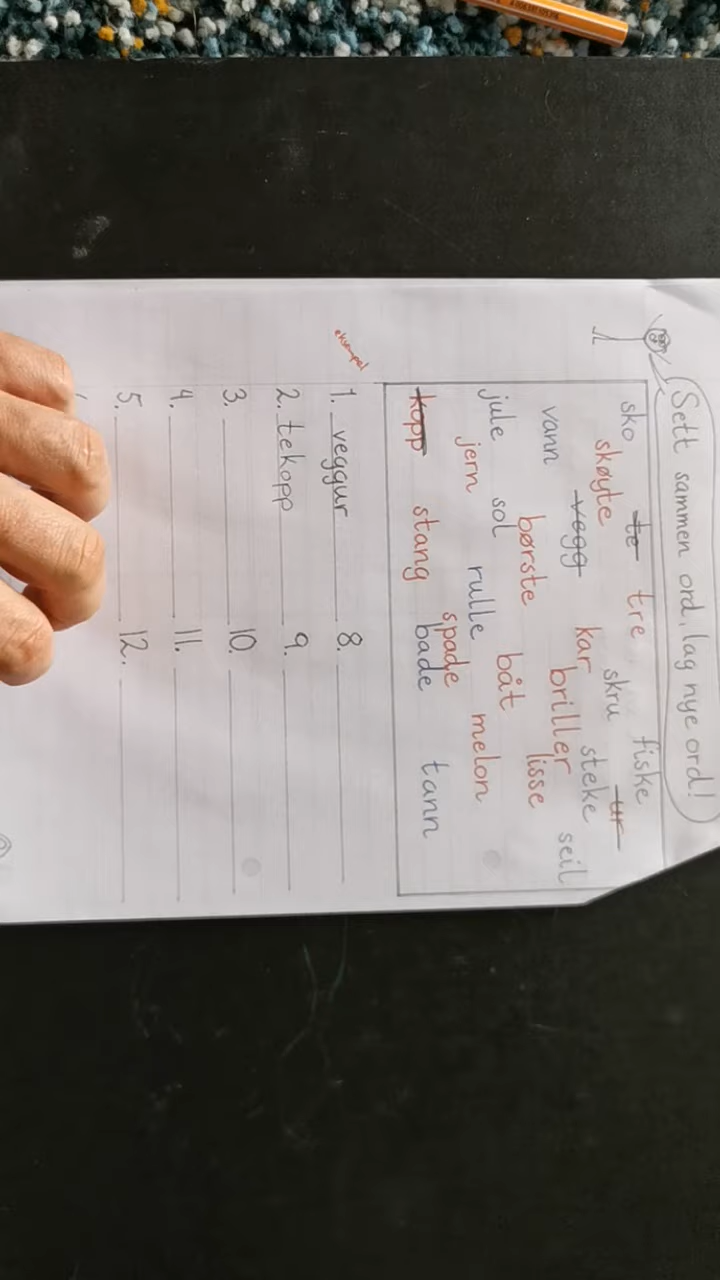 Sett sammen ord, lag nye ord!
sko te tre skru fiske ur
skøyte kar steke
vann vegg briller seil
børste lisse
jule sol båt
jern rulle melon
spade
kopp stang bade tann
eksempel
1. veggur 8.
2. tekopp 9.
3. 10.
4. 11.
5. 12.